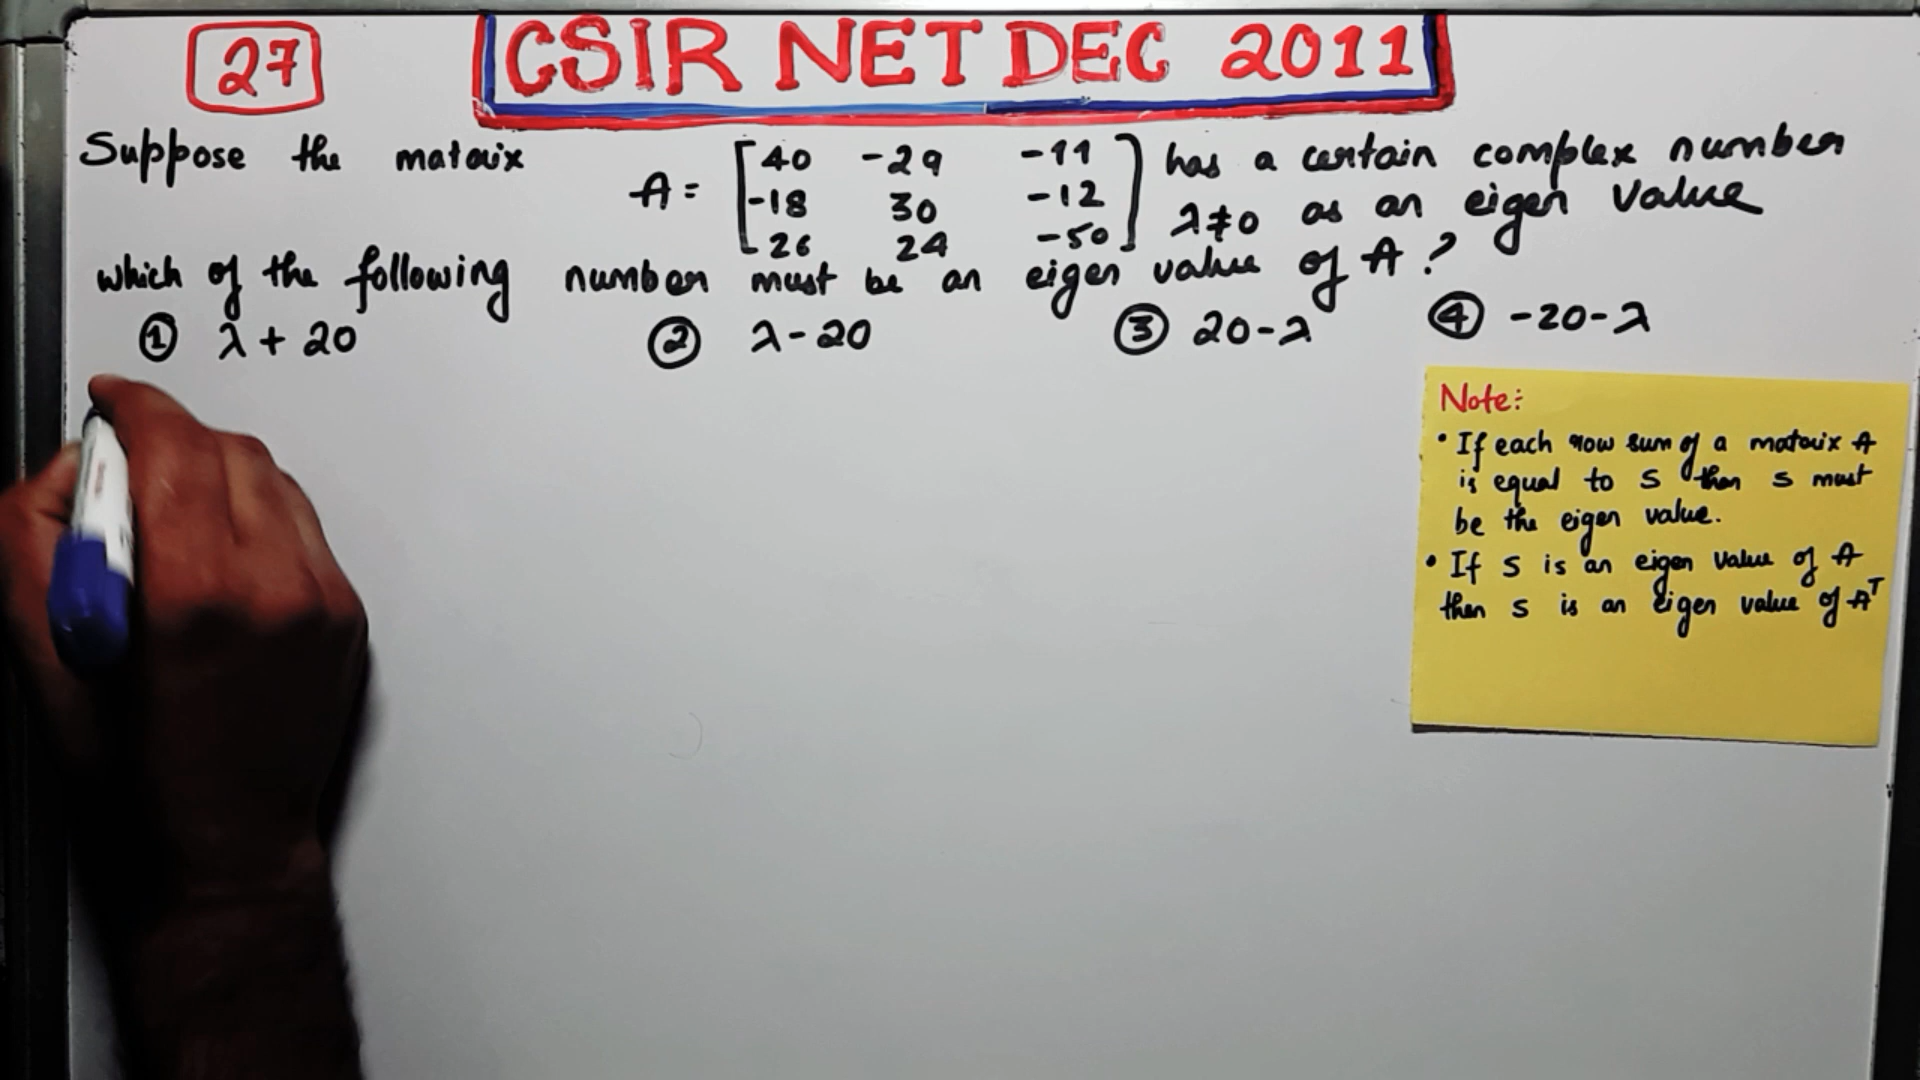 27
CSIR NET DEC 2011
Suppose the matrix A = [40 -29 -11
-18 30 -12
26 24 -50] has a certain complex number
λ≠0 as an eigen value
which of the following number must be an eigen value of A?
① λ+20 ② λ-20 ③ 20-λ ④ -20-λ
Note:
• If each row sum of a matrix A
is equal to S then s must
be the eigen value.
• If S is an eigen value of A
then s is an eigen value of Aᵀ